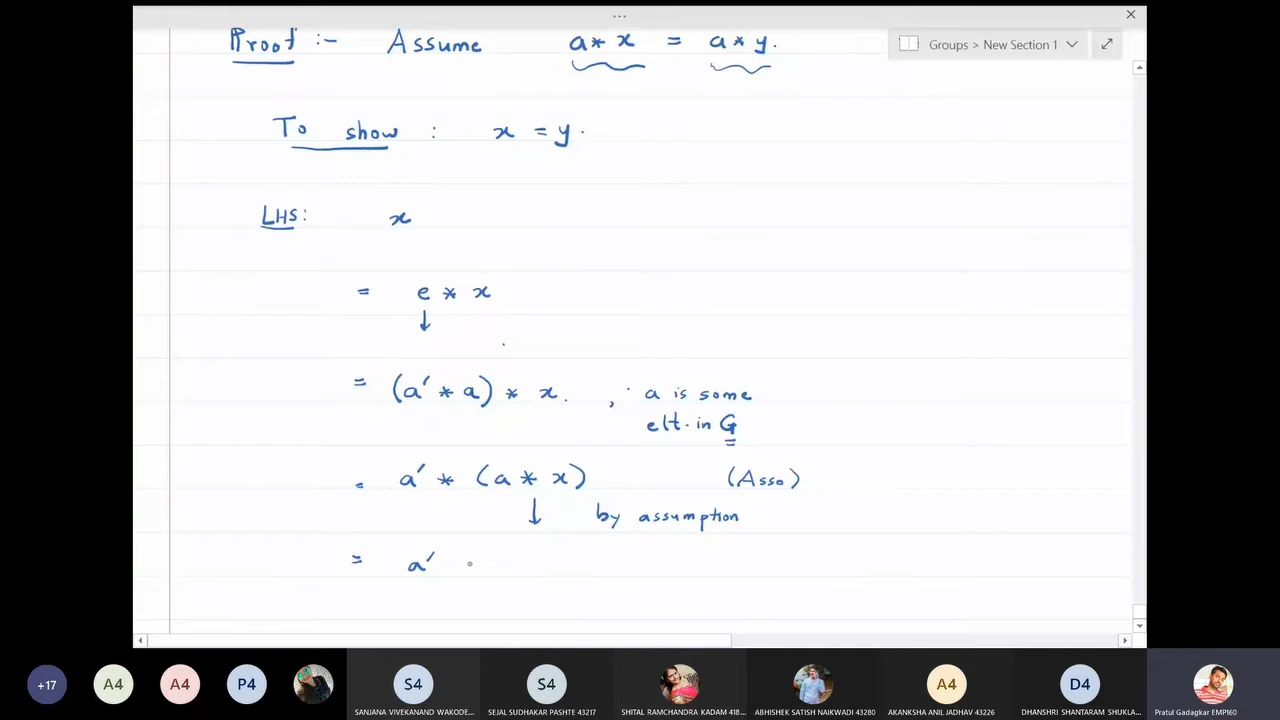 Proof :- Assume a * x = a * y.
Groups > New Section 1
To show : x = y.
LHS: x
= e * x
= (a′ * a) * x. , a is some
elt. in G
= a′ * (a * x) (Asso)
by assumption
= a′
+17
A4
A4
P4
S4
S4
A4
D4
SANJANA VIVEKANAND WAKODE...
SEJAL SUDHAKAR PASHTE 43217
SHITAL RAMCHANDRA KADAM 418...
ABHISHEK SATISH NAIKWADI 43280
AKANKSHA ANIL JADHAV 43226
DHANSHRI SHANTARAM SHUKLA...
Pratul Gadagkar EMP160